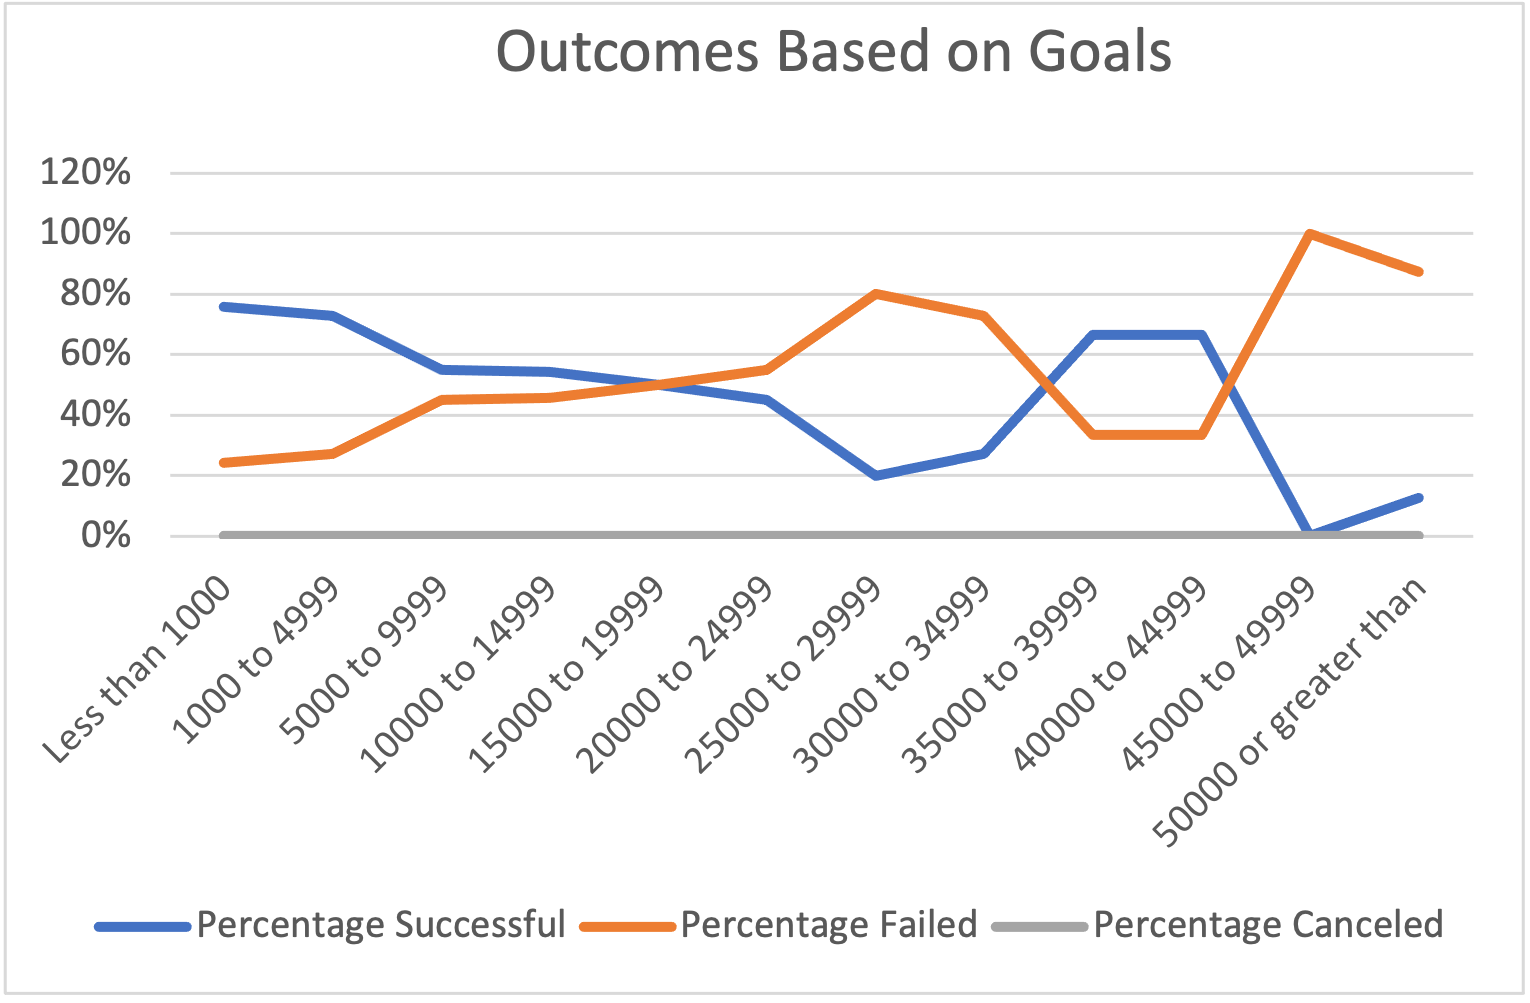 Outcomes Based on Goals
120%
100%
80%
60%
40%
20%
0%
Less than 1000
1000 to 4999
5000 to 9999
10000 to 14999
15000 to 19999
20000 to 24999
25000 to 29999
30000 to 34999
35000 to 39999
40000 to 44999
45000 to 49999
50000 or greater than
Percentage Successful Percentage Failed Percentage Canceled